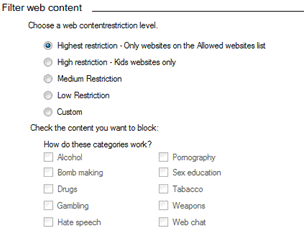 Filter web content
Choose a web contentrestriction level.
Highest restriction - Only websites on the Allowed websites list
High restriction - Kids websites only
Medium Restriction
Low Restriction
Custom
Check the content you want to block:
How do these categories work?
Alcohol
Pornography
Bomb making
Sex education
Drugs
Tabacco
Gambling
Weapons
Hate speech
Web chat